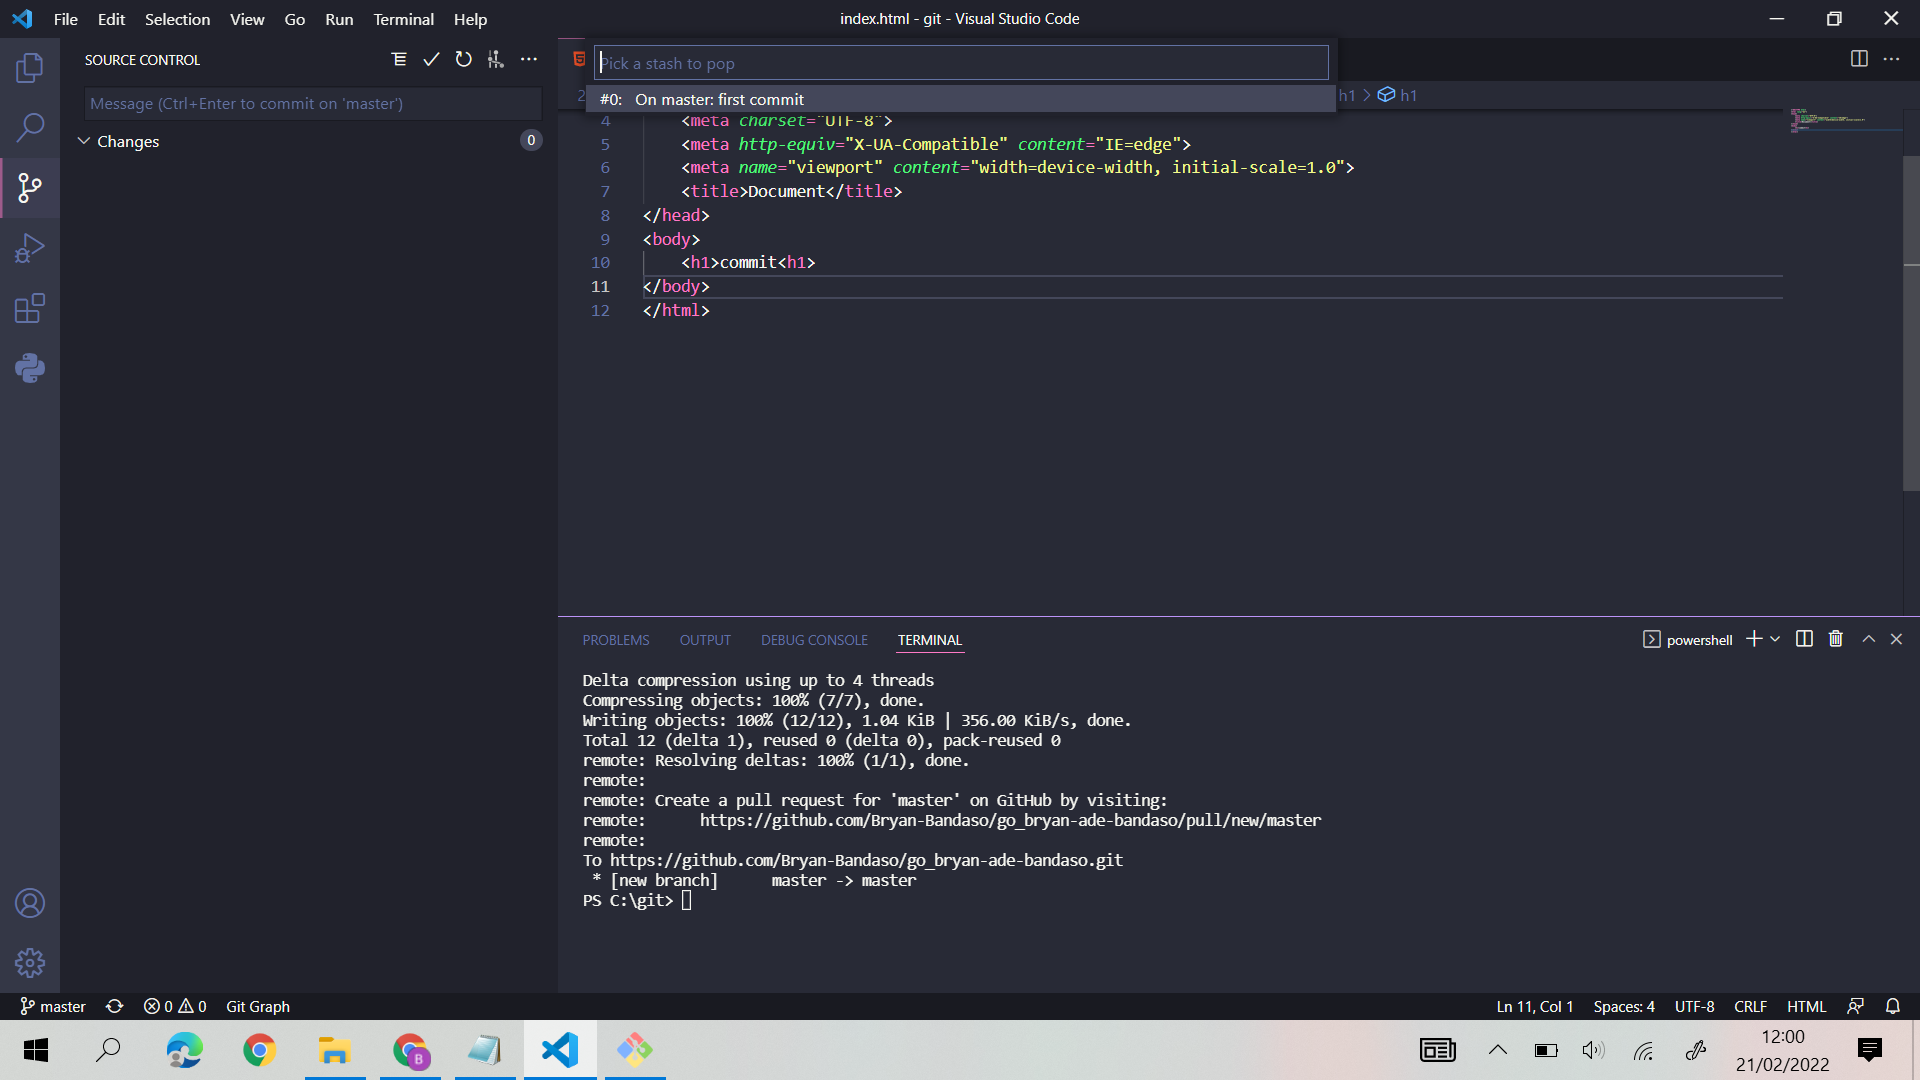 File Edit Selection View Go Run Terminal Help
index.html - git - Visual Studio Code
SOURCE CONTROL
Message (Ctrl+Enter to commit on 'master')
Changes
0
Pick a stash to pop
#0: On master: first commit
2
h1 > h1
4 <meta charset="UTF-8">
5 <meta http-equiv="X-UA-Compatible" content="IE=edge">
6 <meta name="viewport" content="width=device-width, initial-scale=1.0">
7 <title>Document</title>
8 </head>
9 <body>
10 <h1>commit<h1>
11 </body>
12 </html>
PROBLEMS OUTPUT DEBUG CONSOLE TERMINAL
powershell
Delta compression using up to 4 threads
Compressing objects: 100% (7/7), done.
Writing objects: 100% (12/12), 1.04 KiB | 356.00 KiB/s, done.
Total 12 (delta 1), reused 0 (delta 0), pack-reused 0
remote: Resolving deltas: 100% (1/1), done.
remote:
remote: Create a pull request for 'master' on GitHub by visiting:
remote:      https://github.com/Bryan-Bandaso/go_bryan-ade-bandaso/pull/new/master
remote:
To https://github.com/Bryan-Bandaso/go_bryan-ade-bandaso.git
 * [new branch]      master -> master
PS C:\git>
master 0 0 Git Graph
Ln 11, Col 1 Spaces: 4 UTF-8 CRLF HTML
B
12:00
21/02/2022